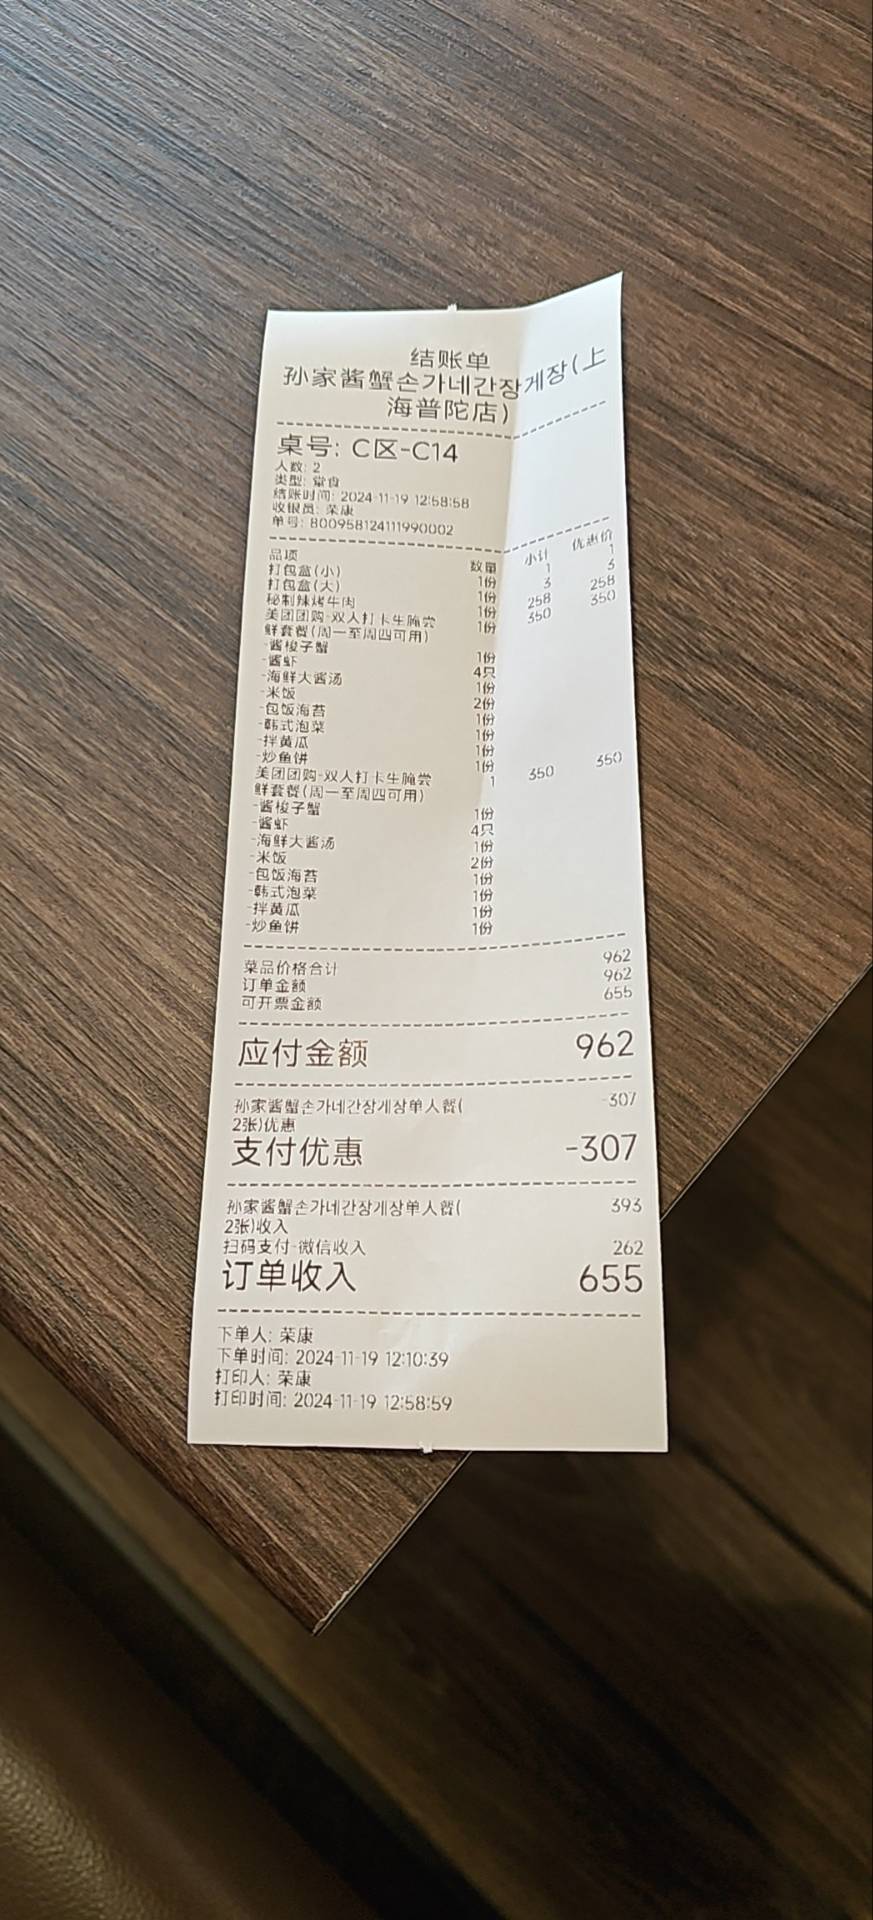 结账单
孙家酱蟹손가네간장게장(上
海普陀店)
桌号: C区-C14
人数: 2
类型: 堂食
结账时间: 2024-11-19 12:58:58
收银员: 荣康
单号: 800958124111990002
品项 数量 小计 优惠价
打包盒(小) 1份 1 1
打包盒(大) 1份 3 3
秘制辣烤牛肉 1份 258 258
美团团购-双人打卡生腌尝 1份 350 350
鲜套餐(周一至周四可用)
-酱梭子蟹 1份
-酱虾 4只
-海鲜大酱汤 1份
-米饭 2份
-包饭海苔 1份
-韩式泡菜 1份
-拌黄瓜 1份
-炒鱼饼 1份
美团团购-双人打卡生腌尝 1 350 350
鲜套餐(周一至周四可用)
-酱梭子蟹 1份
-酱虾 4只
-海鲜大酱汤 1份
-米饭 2份
-包饭海苔 1份
-韩式泡菜 1份
-拌黄瓜 1份
-炒鱼饼 1份
菜品价格合计 962
订单金额 962
可开票金额 655
应付金额 962
孙家酱蟹손가네간장게장单人餐( -307
2张)优惠
支付优惠 -307
孙家酱蟹손가네간장게장单人餐( 393
2张)收入
扫码支付-微信收入 262
订单收入 655
下单人: 荣康
下单时间: 2024-11-19 12:10:39
打印人: 荣康
打印时间: 2024-11-19 12:58:59